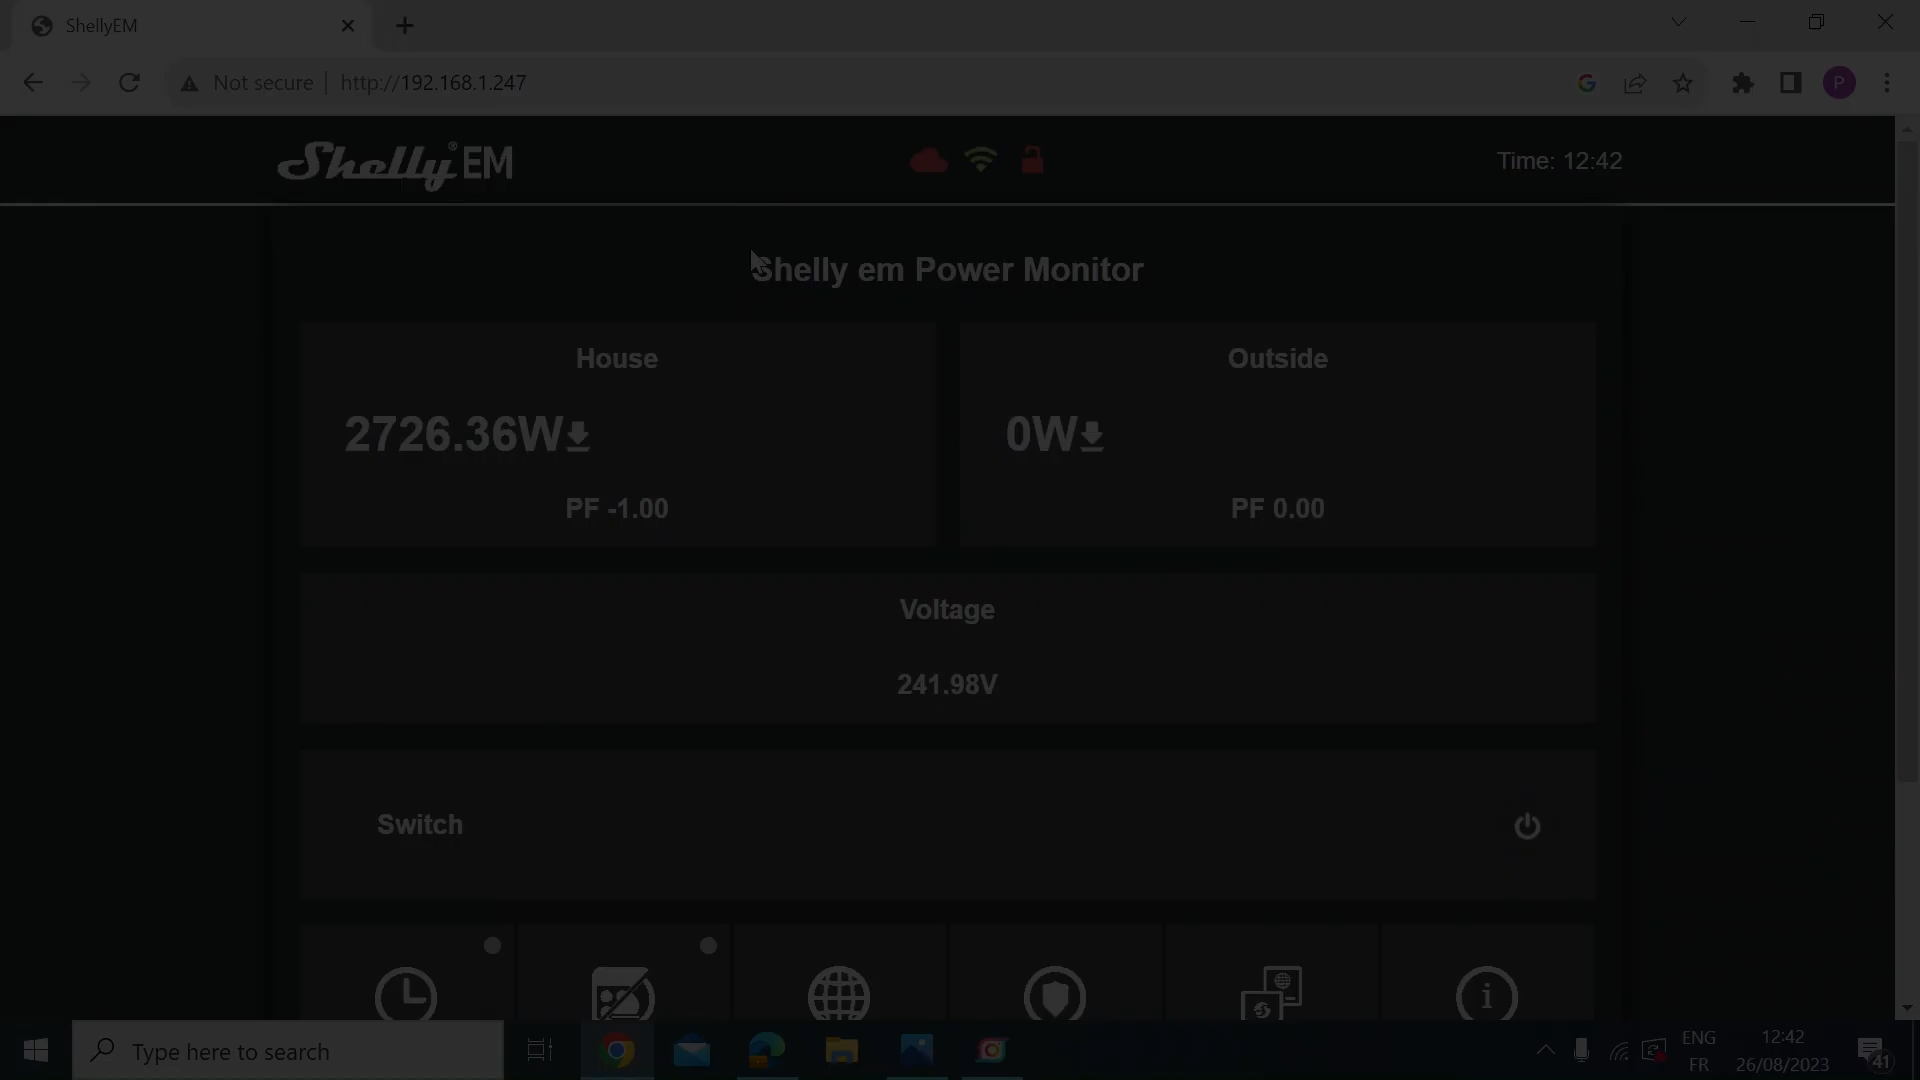 ShellyEM
Not secure
http://192.168.1.247
P
Shelly® EM
Time: 12:42
Shelly em Power Monitor
House
Outside
2726.36W
0W
PF -1.00
PF 0.00
Voltage
241.98V
Switch
Type here to search
ENG
FR
12:42
26/08/2023
41